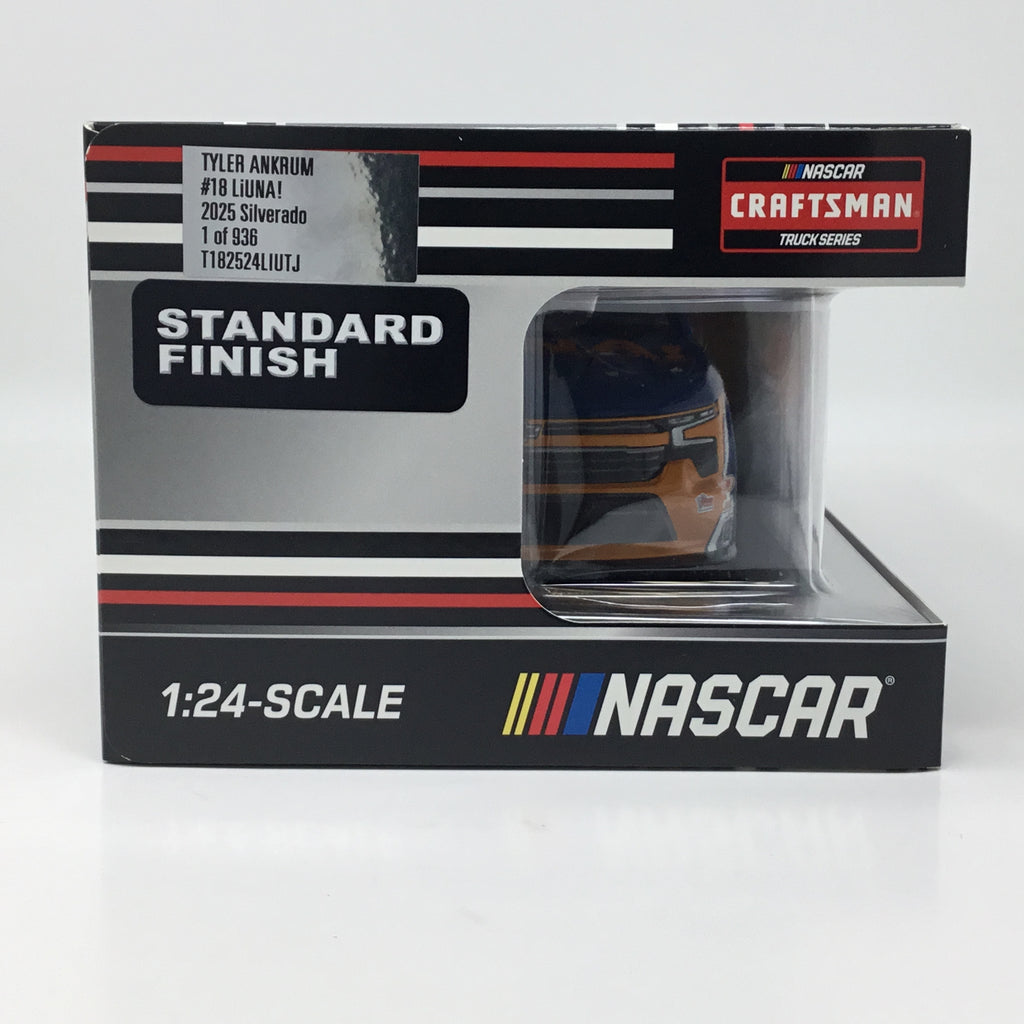 TYLER ANKRUM
#18 LiUNA!
2025 Silverado
1 of 936
T182524LIUTJ
NASCAR
CRAFTSMAN
TRUCK SERIES
STANDARD
FINISH
1:24-SCALE
NASCAR®